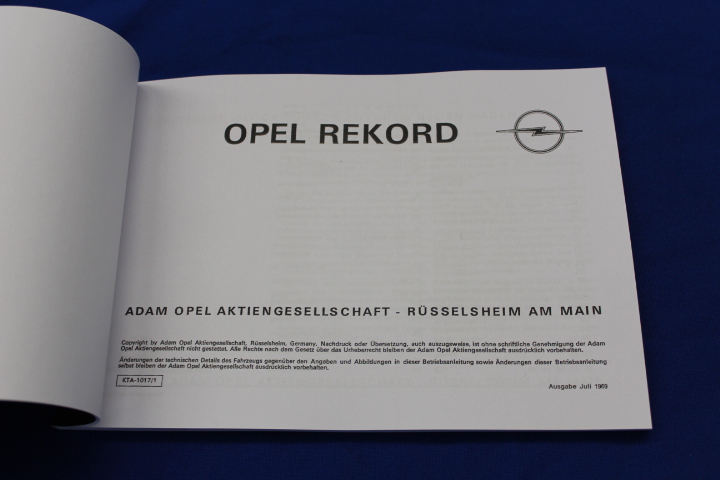 OPEL REKORD
ADAM OPEL AKTIENGESELLSCHAFT - RÜSSELSHEIM AM MAIN
Copyright by Adam Opel Aktiengesellschaft, Rüsselsheim, Germany. Nachdruck oder Übersetzung, auch auszugsweise, ist ohne schriftliche Genehmigung der Adam
Opel Aktiengesellschaft nicht gestattet. Alle Rechte nach dem Gesetz über das Urheberrecht bleiben der Adam Opel Aktiengesellschaft ausdrücklich vorbehalten.
Änderungen der technischen Details des Fahrzeugs gegenüber den Angaben und Abbildungen in dieser Betriebsanleitung sowie Änderungen dieser Betriebsanleitung
selbst bleiben der Adam Opel Aktiengesellschaft ausdrücklich vorbehalten.
KTA-1017/1
Ausgabe Juli 1969